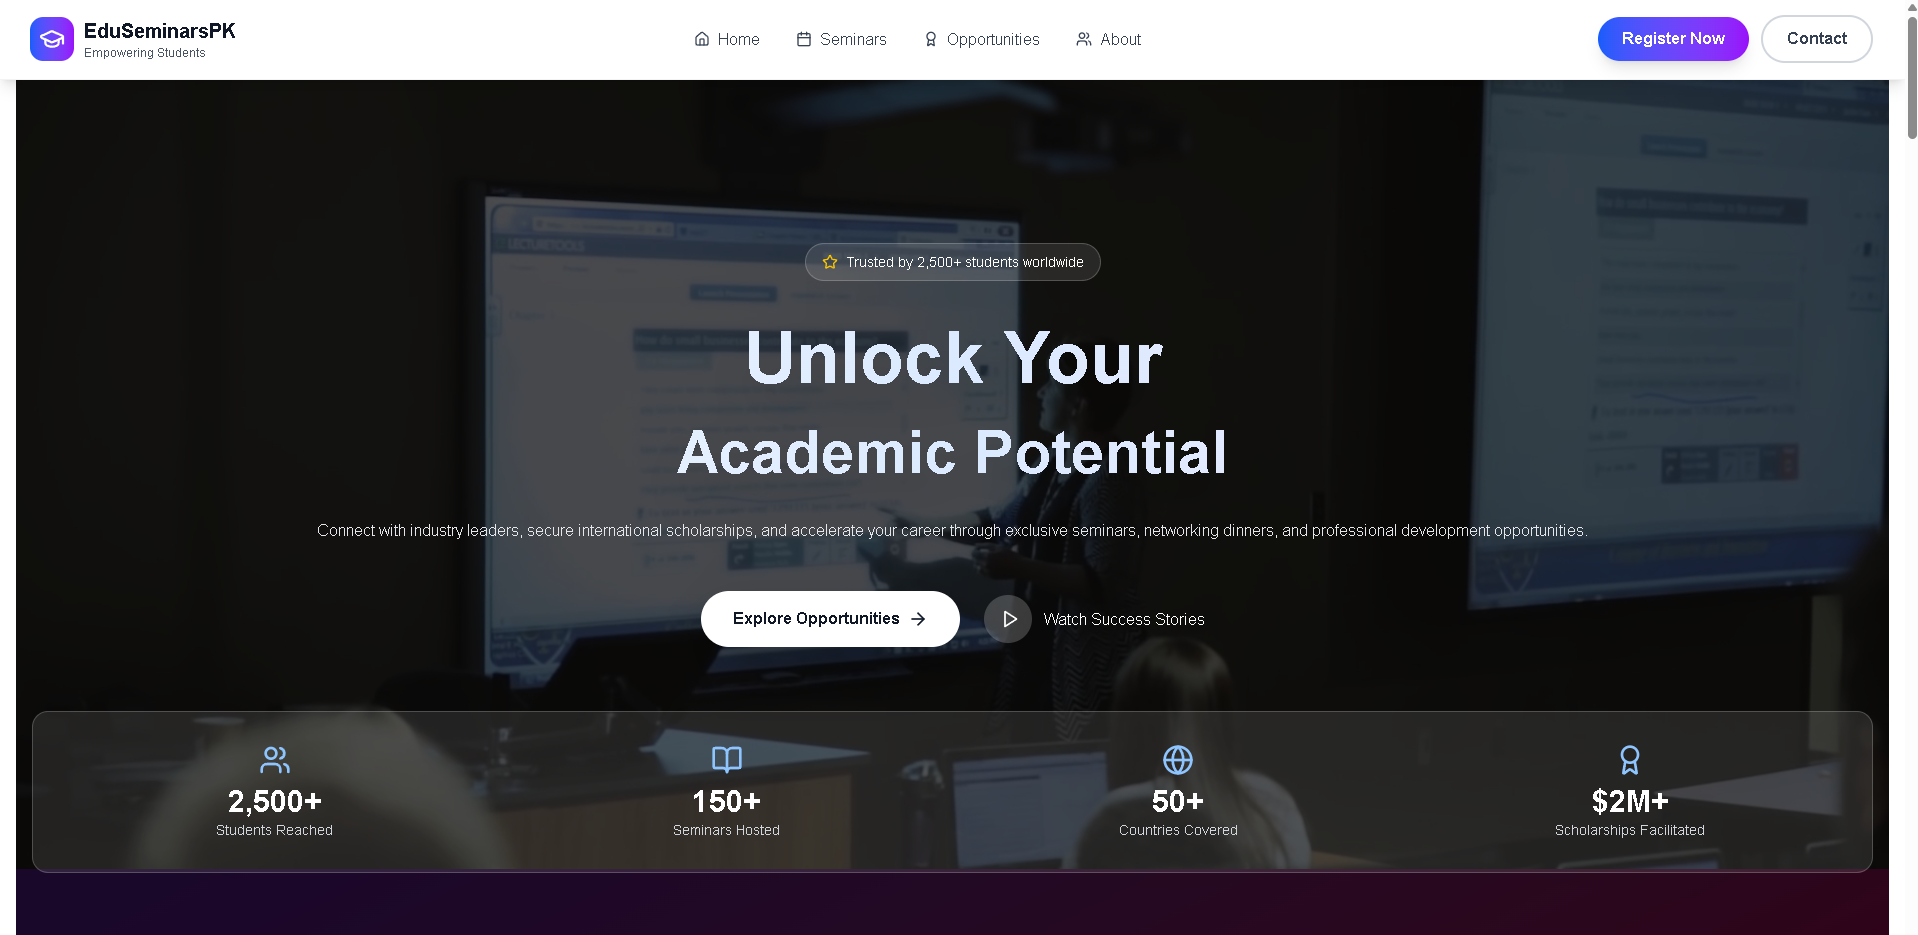 EduSeminarsPK
Empowering Students
Home
Seminars
Opportunities
About
Register Now
Contact
LECTURETOOLS
Trusted by 2,500+ students worldwide
Unlock Your
Academic Potential
Connect with industry leaders, secure international scholarships, and accelerate your career through exclusive seminars, networking dinners, and professional development opportunities.
Explore Opportunities
Watch Success Stories
2,500+
Students Reached
150+
Seminars Hosted
50+
Countries Covered
$2M+
Scholarships Facilitated